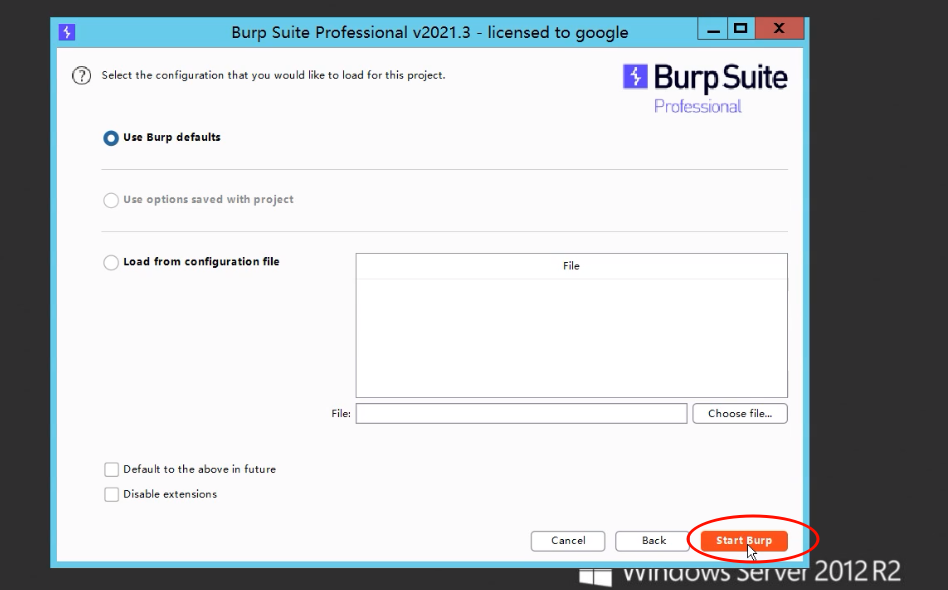 Burp Suite Professional v2021.3 - licensed to google
X
?
Select the configuration that you would like to load for this project.
Burp Suite
Professional
Use Burp defaults
Use options saved with project
Load from configuration file
File
File:
Choose file...
Default to the above in future
Disable extensions
Cancel
Back
Start Burp
Windows Server 2012 R2